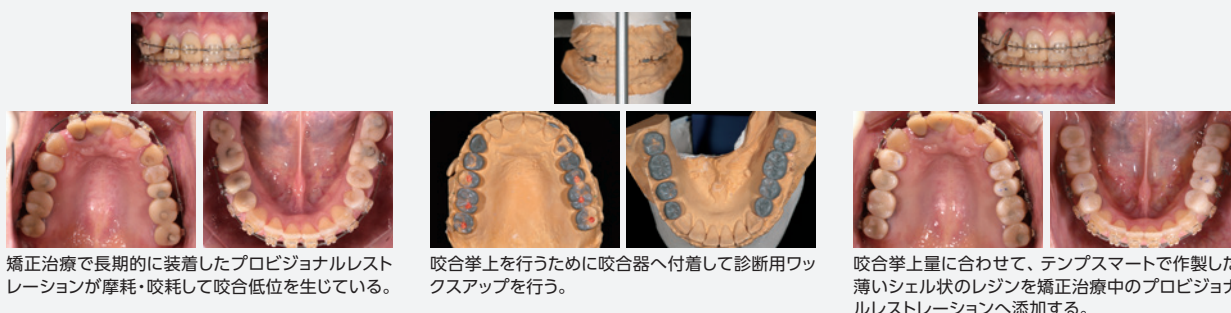 矯正治療で長期的に装着したプロビジョナルレスト
レーションが摩耗・咬耗して咬合低位を生じている。
咬合挙上を行うために咬合器へ付着して診断用ワッ
クスアップを行う。
咬合挙上量に合わせて、テンプスマートで作製した
薄いシェル状のレジンを矯正治療中のプロビジョナ
ルレストレーションへ添加する。